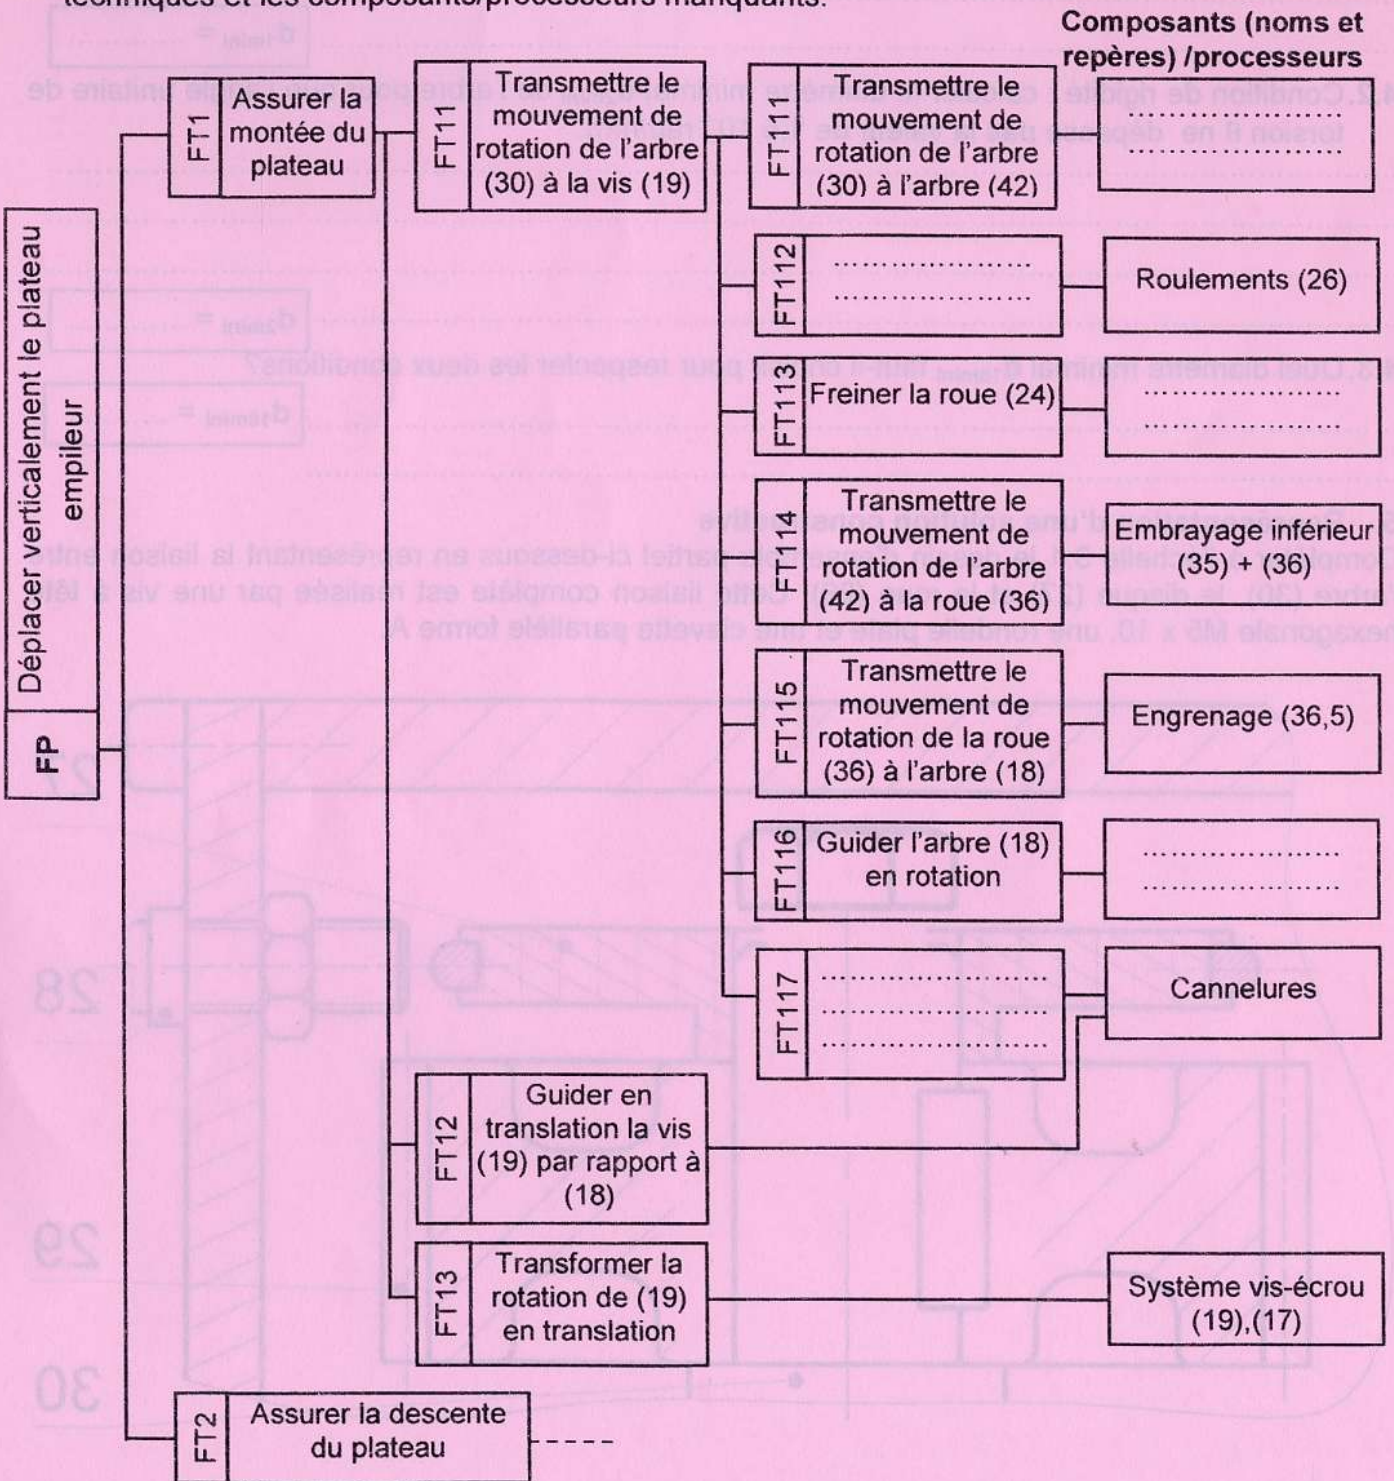 techniques et les composants/processeurs manquants.
Composants (noms et
repères) /processeurs
FP
Déplacer verticalement le plateau
empileur
FT1
Assurer la
montée du
plateau
FT11
Transmettre le
mouvement de
rotation de l'arbre
(30) à la vis (19)
FT111
Transmettre le
mouvement de
rotation de l'arbre
(30) à l'arbre (42)
..............................
..............................
FT112
..............................
..............................
Roulements (26)
FT113
Freiner la roue (24)
..............................
..............................
FT114
Transmettre le
mouvement de
rotation de l'arbre
(42) à la roue (36)
Embrayage inférieur
(35) + (36)
FT115
Transmettre le
mouvement de
rotation de la roue
(36) à l'arbre (18)
Engrenage (36,5)
FT116
Guider l'arbre (18)
en rotation
..............................
..............................
FT117
..............................
..............................
..............................
Cannelures
FT12
Guider en
translation la vis
(19) par rapport à
(18)
FT13
Transformer la
rotation de (19)
en translation
Système vis-écrou
(19),(17)
FT2
Assurer la descente
du plateau
27
28
29
30